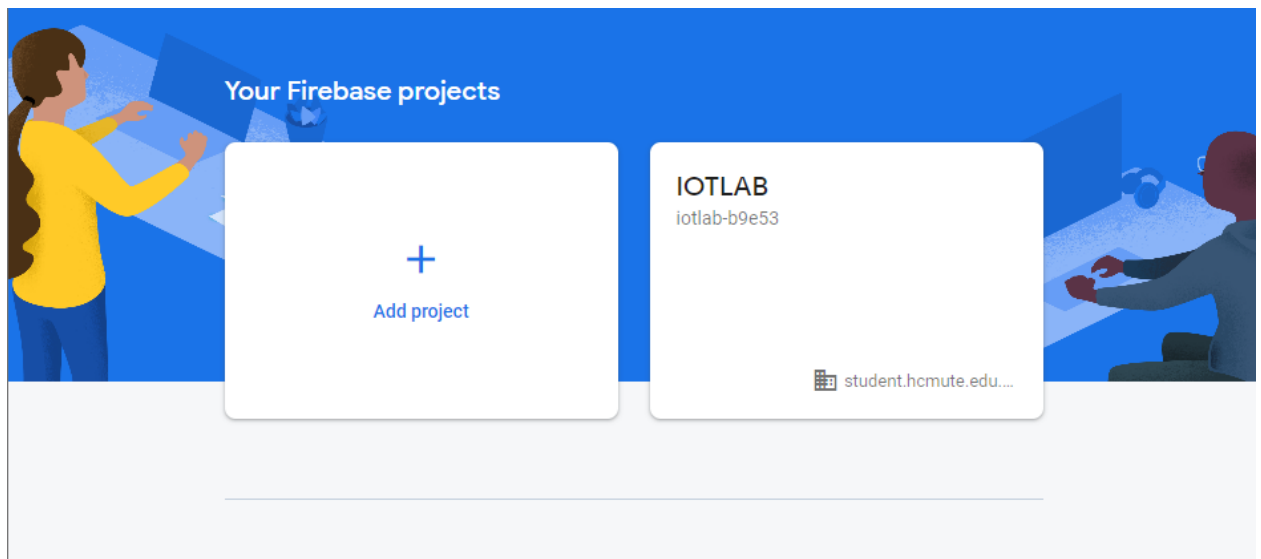 Your Firebase projects
+
Add project
IOTLAB
iotlab-b9e53
student.hcmute.edu....